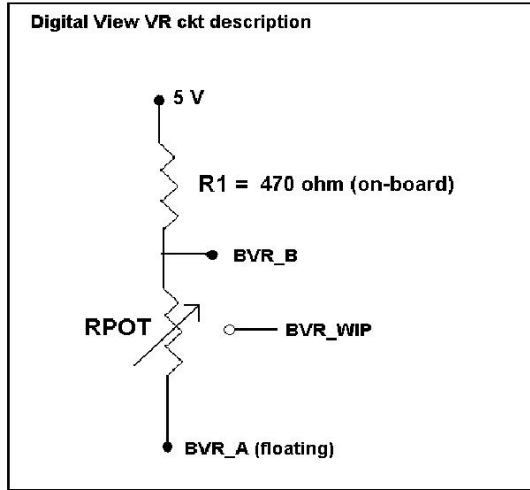 Digital View VR ckt description
5 V
R1 = 470 ohm (on-board)
BVR_B
RPOT
BVR_WIP
BVR_A (floating)